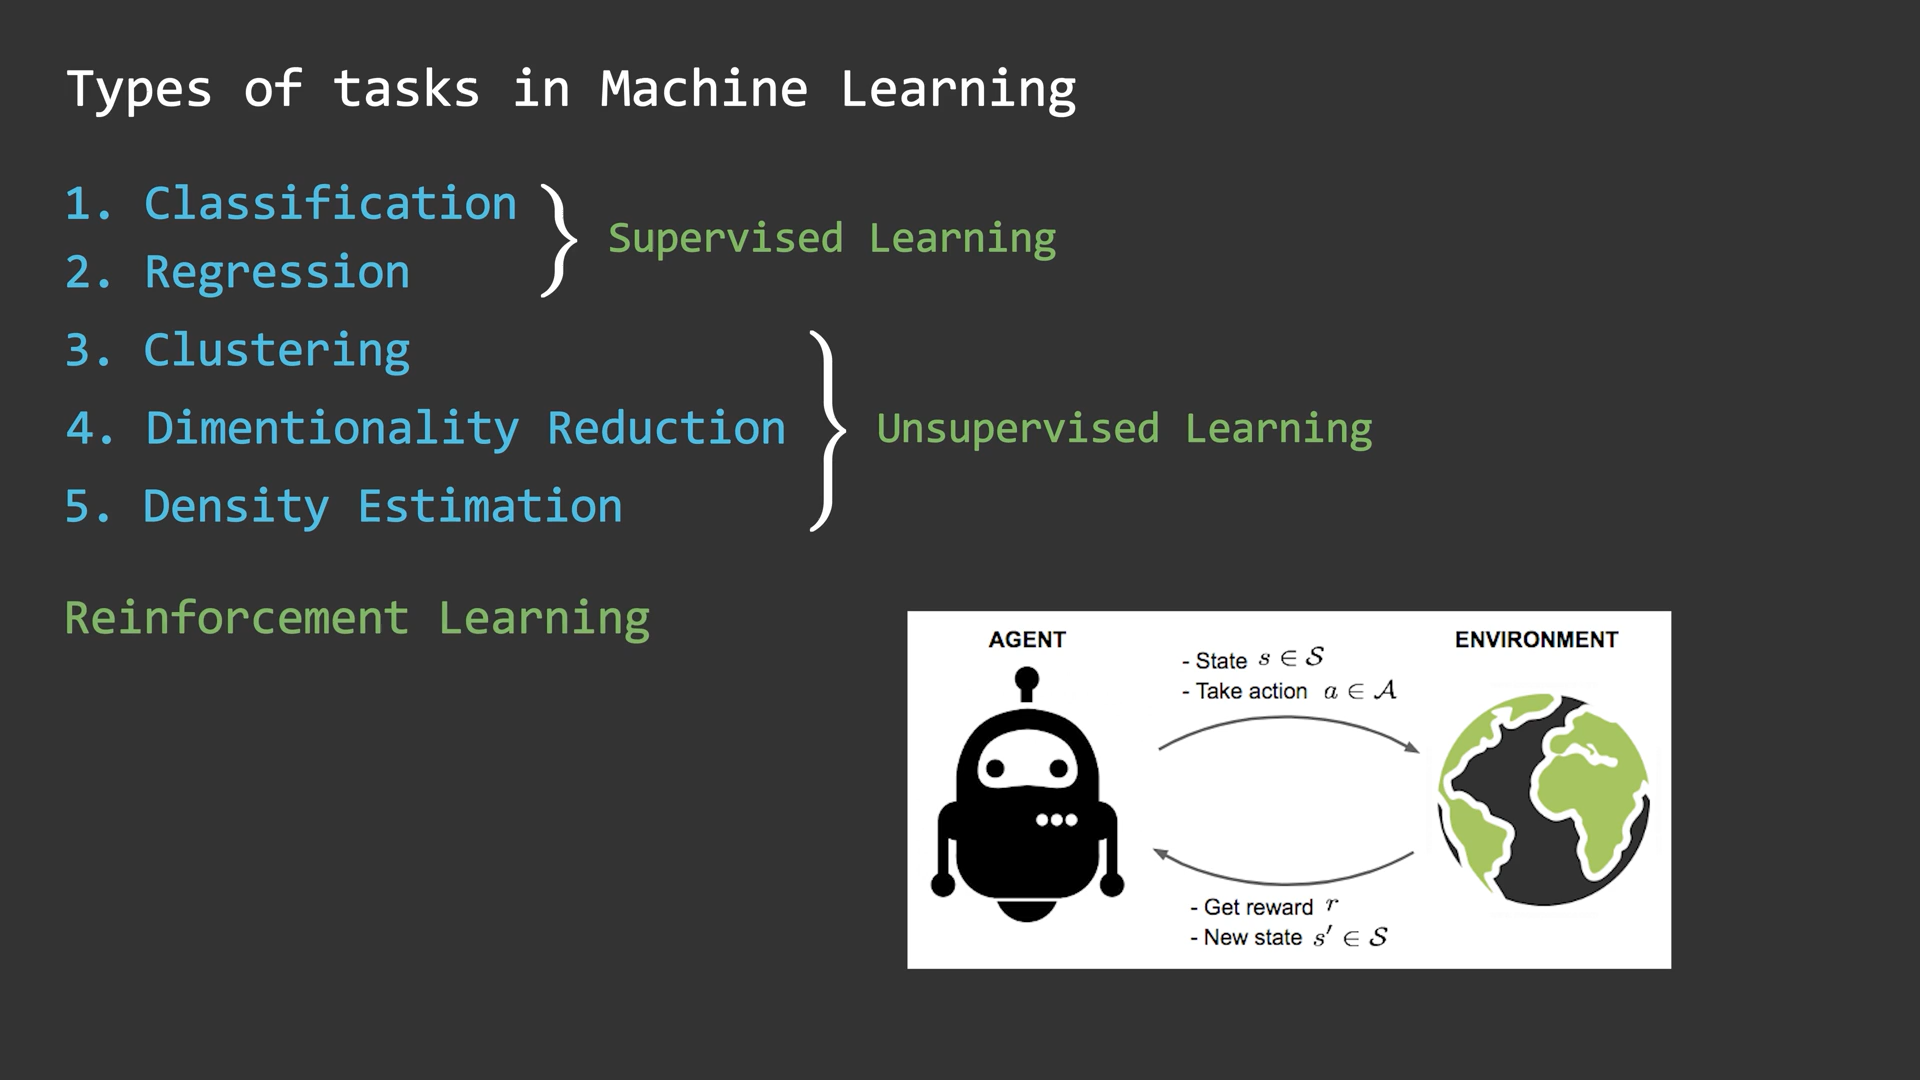 Types of tasks in Machine Learning
1. Classification
2. Regression
Supervised Learning
3. Clustering
4. Dimentionality Reduction
5. Density Estimation
Unsupervised Learning
Reinforcement Learning
AGENT
- State s ∈ 𝒮
- Take action a ∈ 𝒜
ENVIRONMENT
- Get reward r
- New state s′ ∈ 𝒮